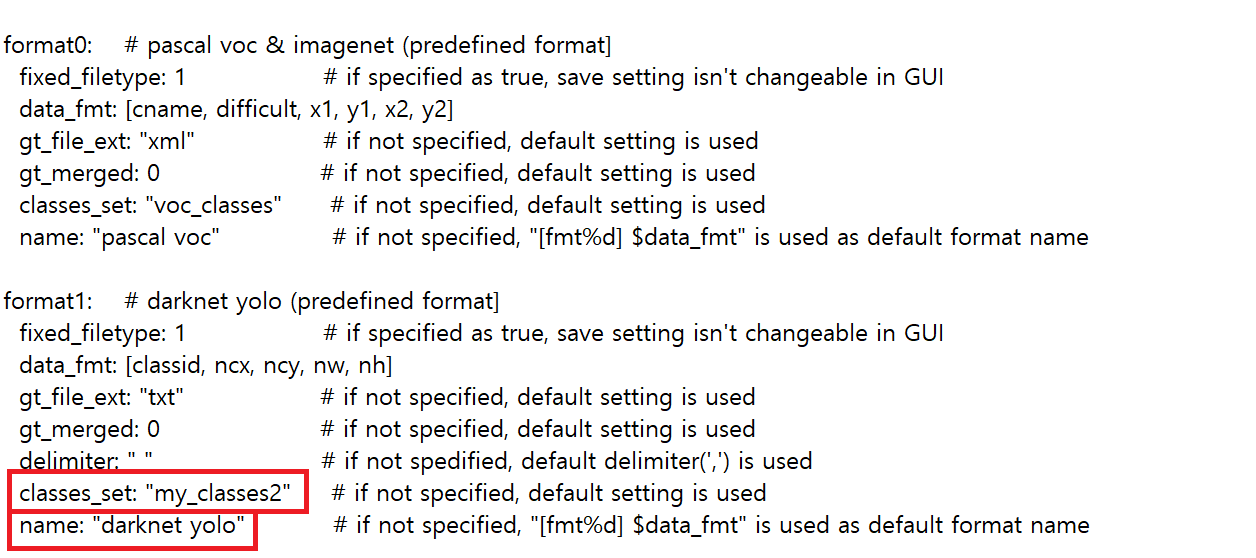 format0: # pascal voc & imagenet (predefined format]
fixed_filetype: 1 # if specified as true, save setting isn't changeable in GUI
data_fmt: [cname, difficult, x1, y1, x2, y2]
gt_file_ext: "xml" # if not specified, default setting is used
gt_merged: 0 # if not specified, default setting is used
classes_set: "voc_classes" # if not specified, default setting is used
name: "pascal voc" # if not specified, "[fmt%d] $data_fmt" is used as default format name
format1: # darknet yolo (predefined format]
fixed_filetype: 1 # if specified as true, save setting isn't changeable in GUI
data_fmt: [classid, ncx, ncy, nw, nh]
gt_file_ext: "txt" # if not specified, default setting is used
gt_merged: 0 # if not specified, default setting is used
delimiter: " " # if not spedified, default delimiter(',') is used
classes_set: "my_classes2" # if not specified, default setting is used
name: "darknet yolo" # if not specified, "[fmt%d] $data_fmt" is used as default format name